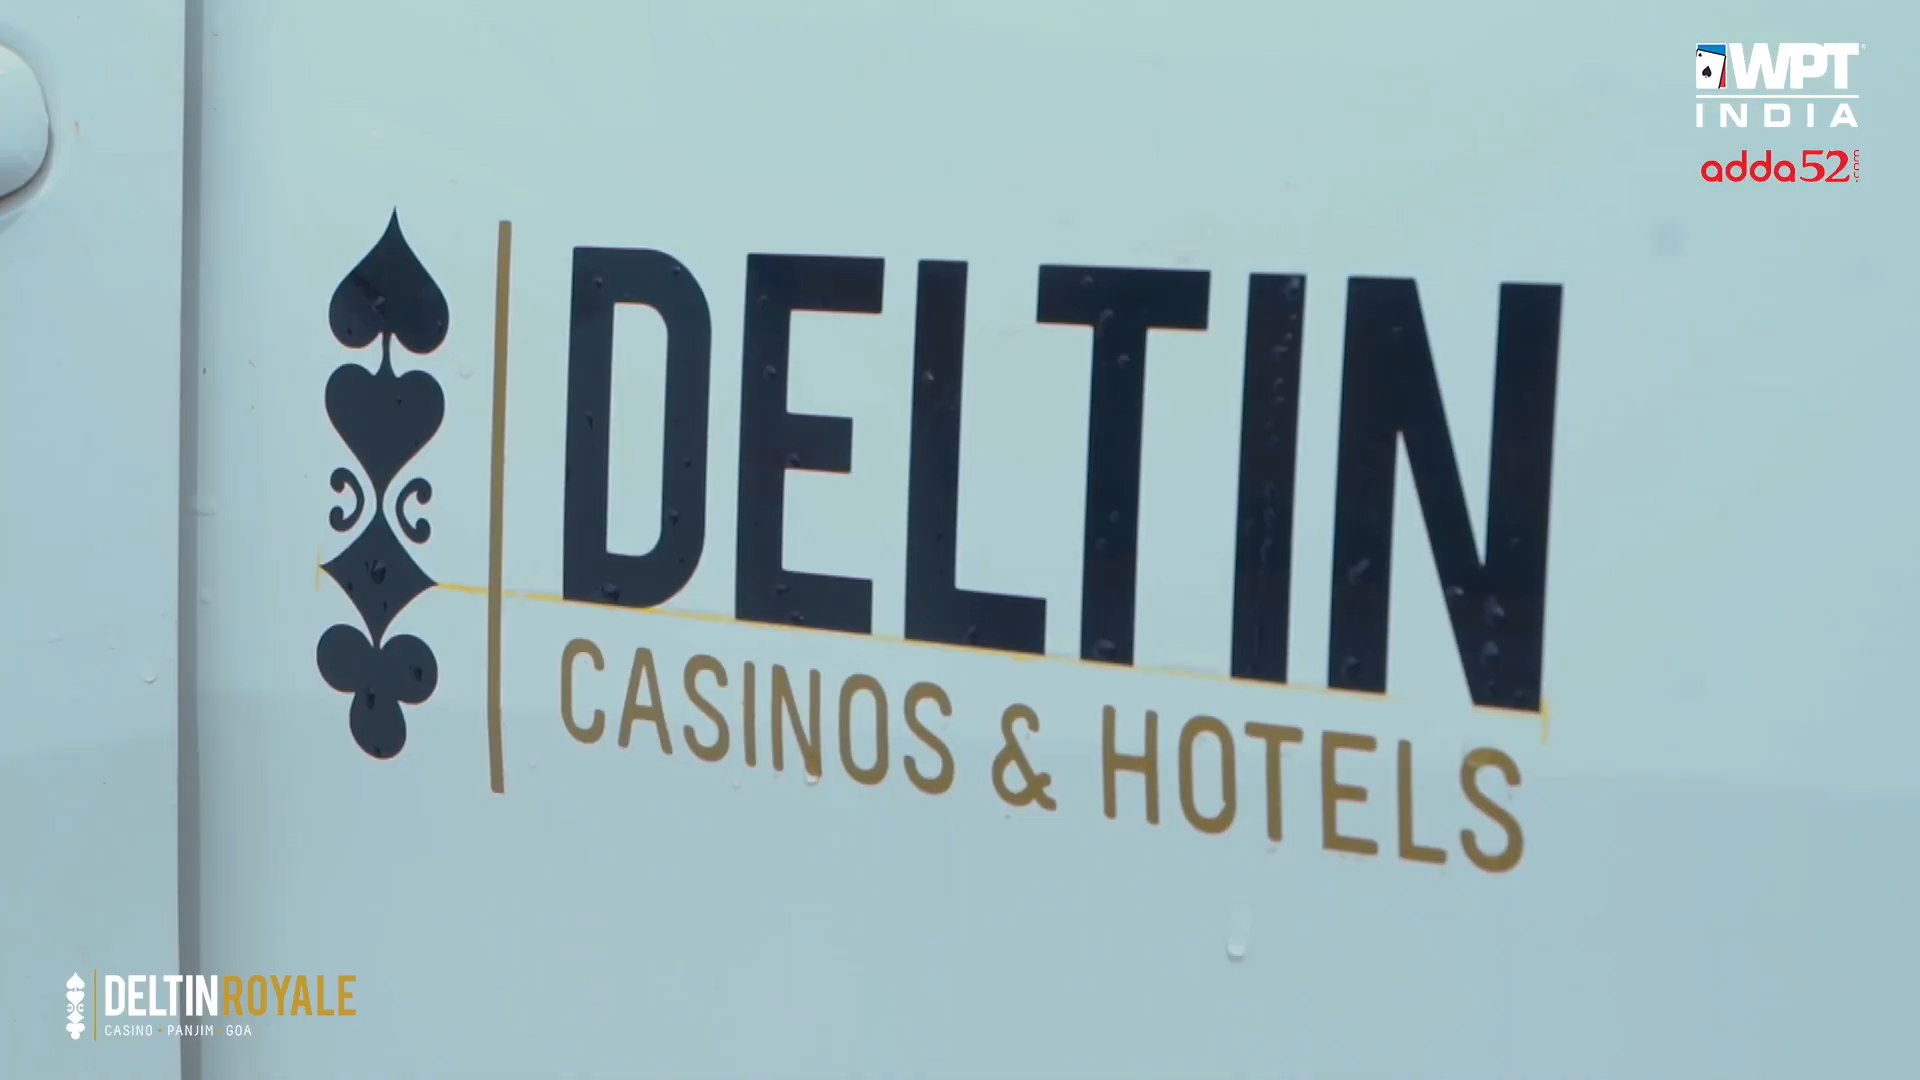 WPT
INDIA
adda52.com
DELTIN
CASINOS & HOTELS
DELTINROYALE
CASINO • PANJIM • GOA